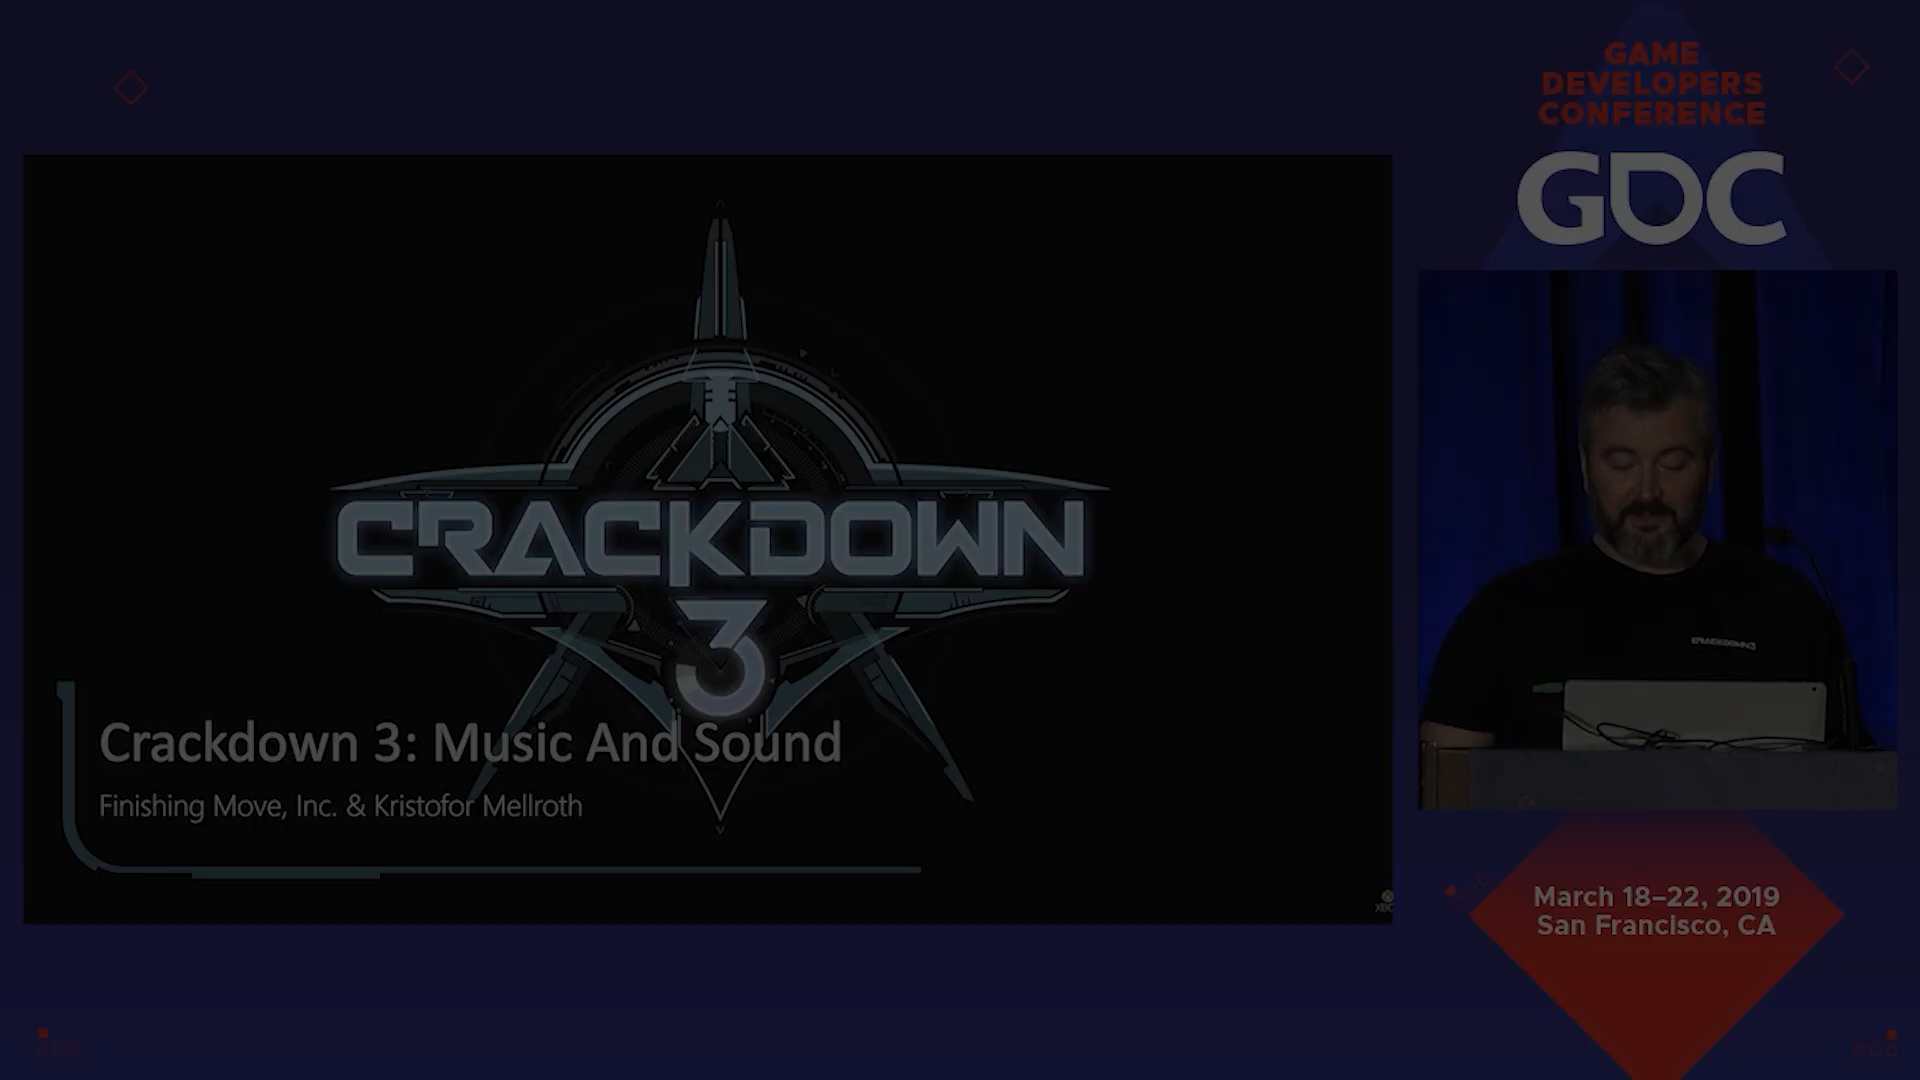 GAME
DEVELOPERS
CONFERENCE
GDC
CRACKDOWN
3
Crackdown 3: Music And Sound
Finishing Move, Inc. & Kristofor Mellroth
CRACKDOWN3
March 18–22, 2019
San Francisco, CA